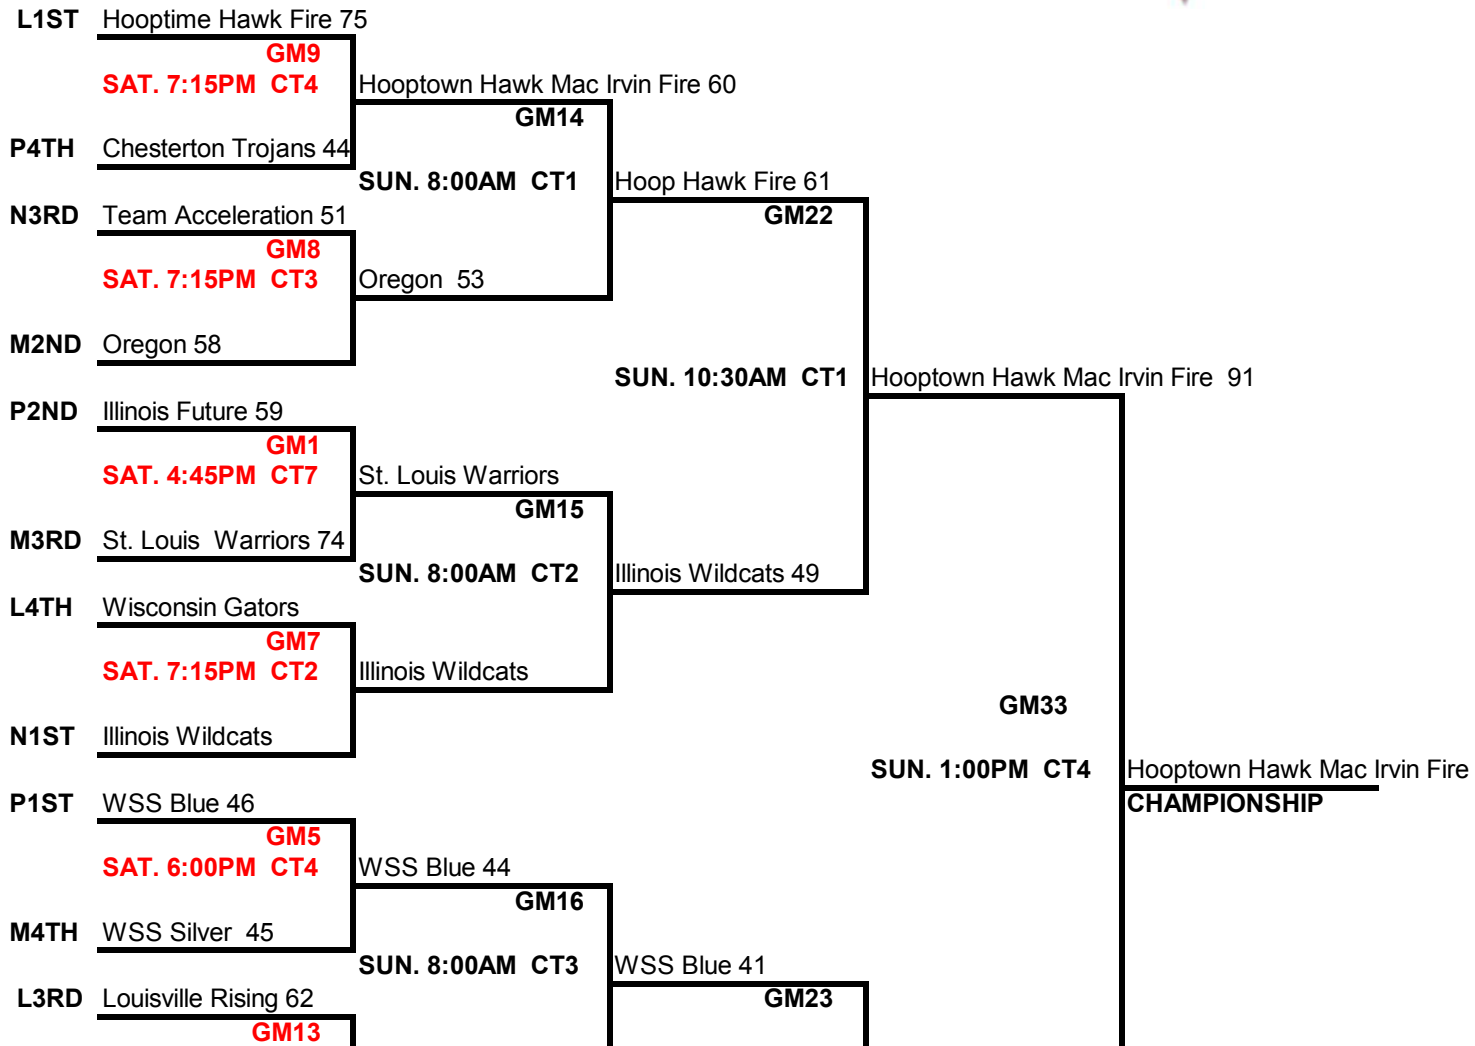 L1ST Hooptime Hawk Fire 75
GM9
SAT. 7:15PM CT4 Hooptown Hawk Mac Irvin Fire 60
GM14
P4TH Chesterton Trojans 44
SUN. 8:00AM CT1 Hoop Hawk Fire 61
N3RD Team Acceleration 51 GM22
GM8
SAT. 7:15PM CT3 Oregon 53
M2ND Oregon 58
SUN. 10:30AM CT1 Hooptown Hawk Mac Irvin Fire 91
P2ND Illinois Future 59
GM1
SAT. 4:45PM CT7 St. Louis Warriors
GM15
M3RD St. Louis Warriors 74
SUN. 8:00AM CT2 Illinois Wildcats 49
L4TH Wisconsin Gators
GM7
SAT. 7:15PM CT2 Illinois Wildcats
GM33
N1ST Illinois Wildcats
SUN. 1:00PM CT4 Hooptown Hawk Mac Irvin Fire
P1ST WSS Blue 46 CHAMPIONSHIP
GM5
SAT. 6:00PM CT4 WSS Blue 44
GM16
M4TH WSS Silver 45
SUN. 8:00AM CT3 WSS Blue 41
L3RD Louisville Rising 62 GM23
GM13